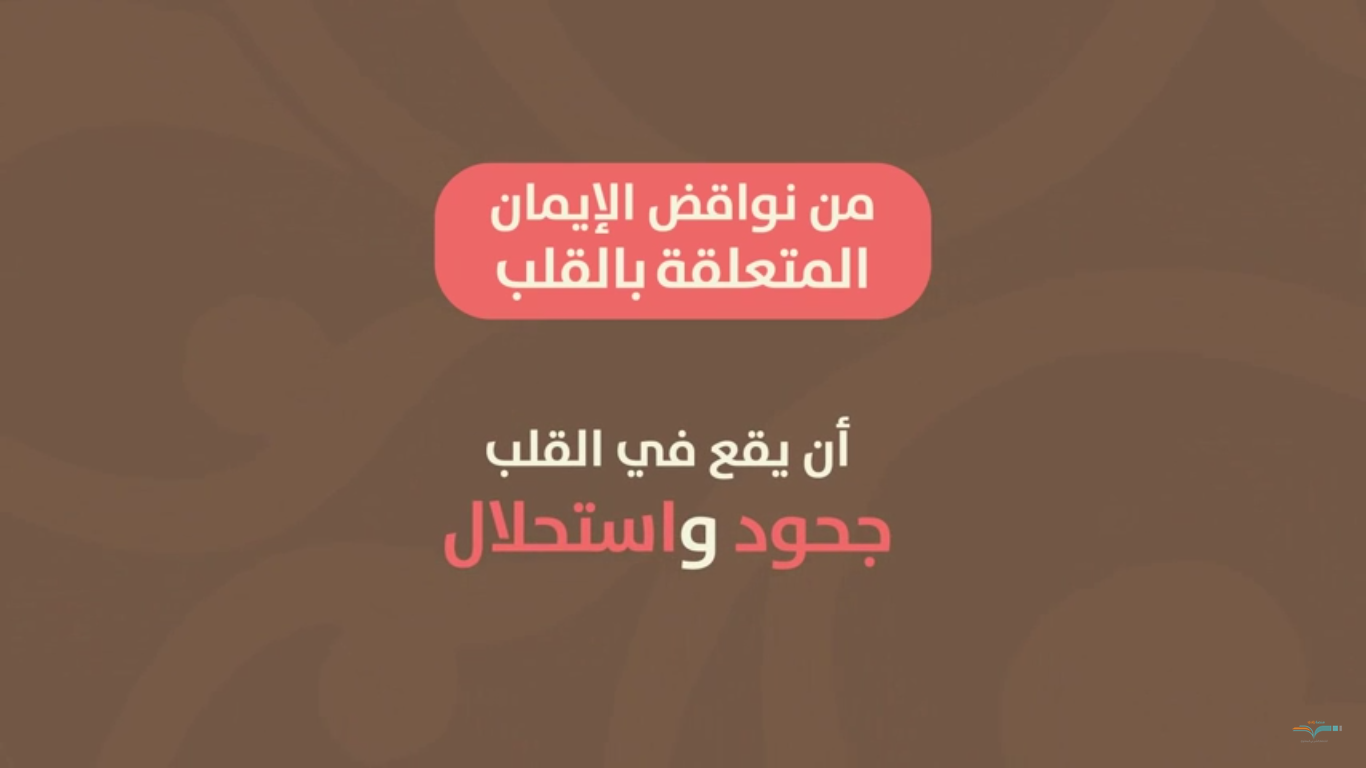 من نواقض الإيمان
المتعلقة بالقلب
أن يقع في القلب
جحود واستحلال